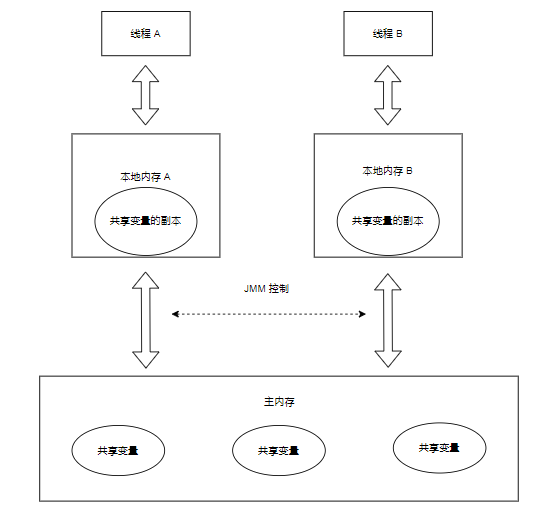 线程 A
线程 B
本地内存 A
本地内存 B
共享变量的副本
共享变量的副本
JMM 控制
主内存
共享变量
共享变量
共享变量